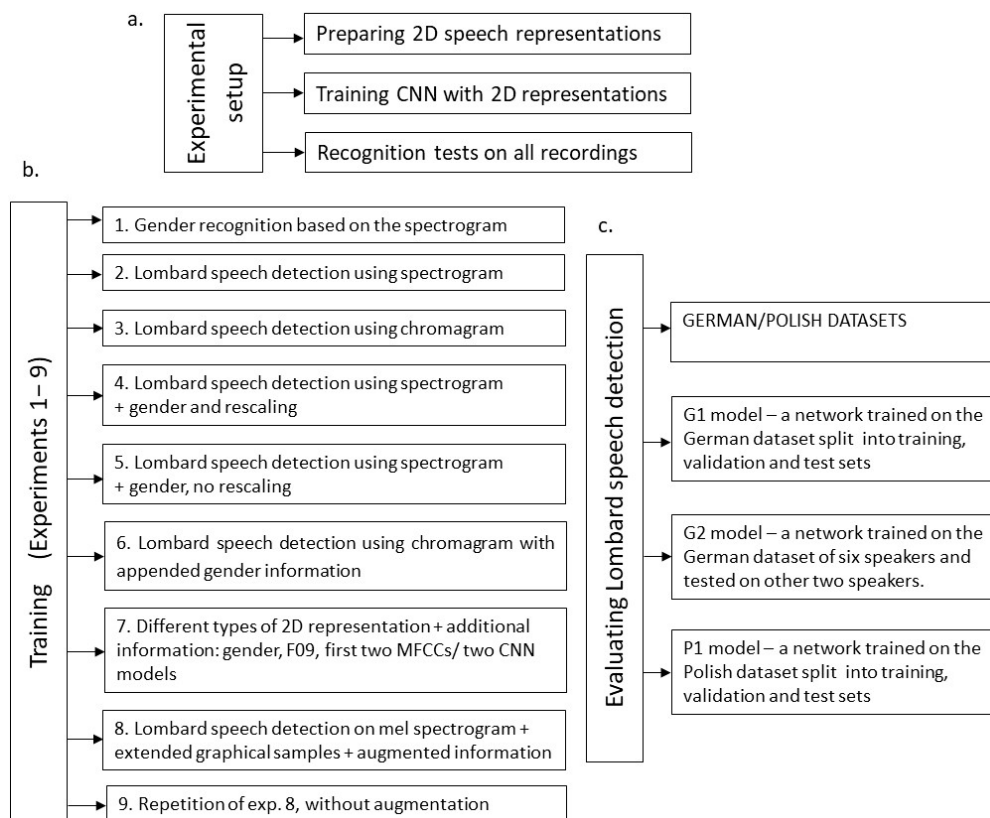 a.
Experimental
setup
Preparing 2D speech representations
Training CNN with 2D representations
Recognition tests on all recordings
b.
Training (Experiments 1 – 9)
1. Gender recognition based on the spectrogram
2. Lombard speech detection using spectrogram
3. Lombard speech detection using chromagram
4. Lombard speech detection using spectrogram
+ gender and rescaling
5. Lombard speech detection using spectrogram
+ gender, no rescaling
6. Lombard speech detection using chromagram with
appended gender information
7. Different types of 2D representation + additional
information: gender, F09, first two MFCCs/ two CNN
models
8. Lombard speech detection on mel spectrogram +
extended graphical samples + augmented information
9. Repetition of exp. 8, without augmentation
c.
Evaluating Lombard speech detection
GERMAN/POLISH DATASETS
G1 model – a network trained on the
German dataset split into training,
validation and test sets
G2 model – a network trained on the
German dataset of six speakers and
tested on other two speakers.
P1 model – a network trained on the
Polish dataset split into training,
validation and test sets